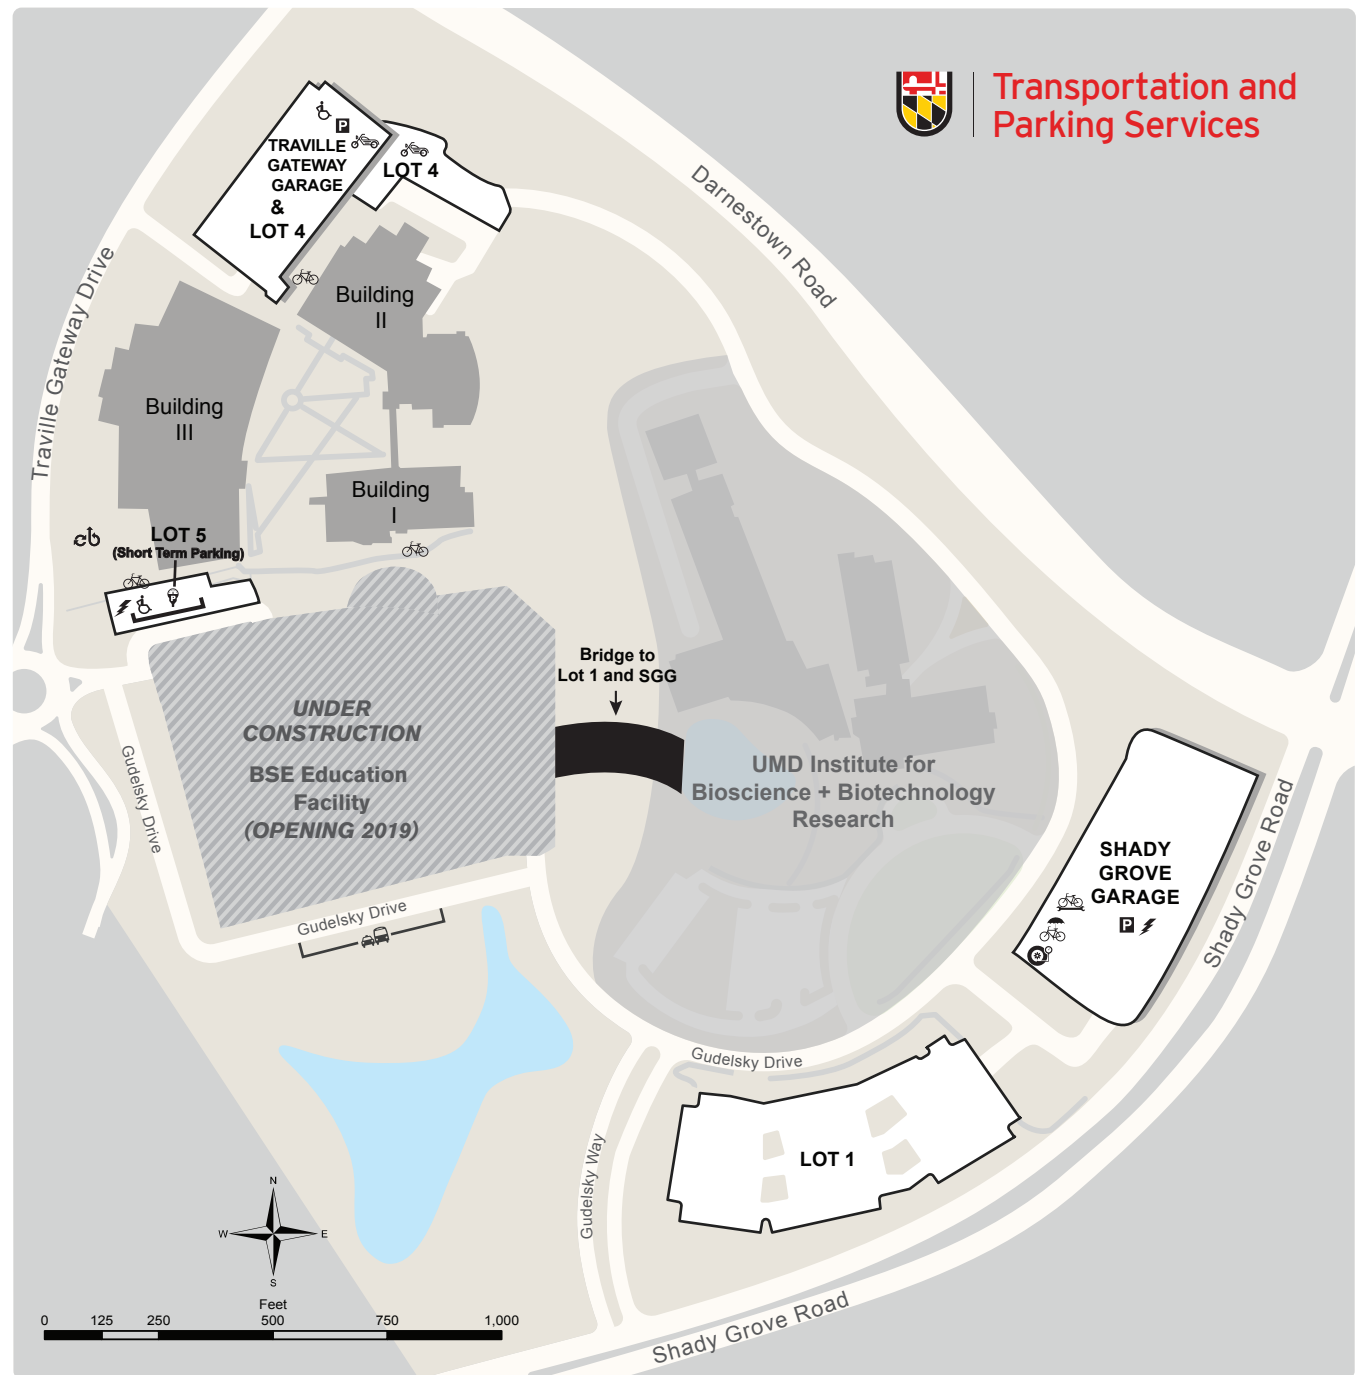 Transportation and
Parking Services
TRAVILLE
GATEWAY
GARAGE
&
LOT 4
P
LOT 4
Darnestown Road
Traville Gateway Drive
Building
II
Building
III
Building
I
LOT 5
(Short Term Parking)
cb
Bridge to
Lot 1 and SGG
UNDER
CONSTRUCTION
BSE Education
Facility
(OPENING 2019)
UMD Institute for
Bioscience + Biotechnology
Research
Gudelsky Drive
Gudelsky Drive
SHADY
GROVE
GARAGE
P
Shady Grove Road
Gudelsky Drive
Gudelsky Way
LOT 1
N
W E
S
Feet
0 125 250 500 750 1,000
Shady Grove Road